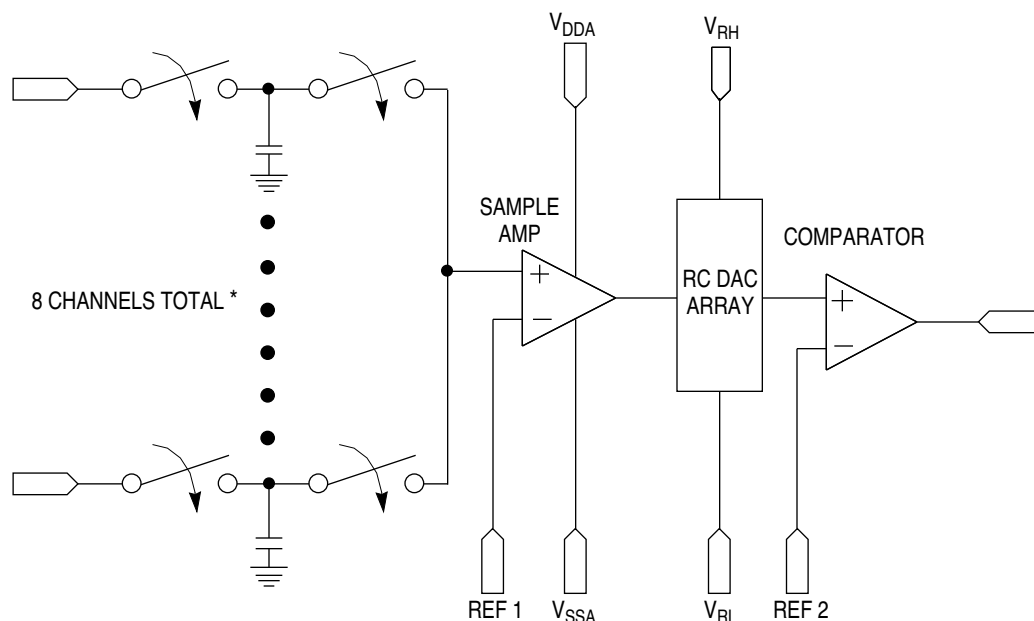 V_DDA
V_RH
SAMPLE
AMP
+
−
8 CHANNELS TOTAL *
RC DAC
ARRAY
COMPARATOR
+
−
REF 1
V_SSA
V_RL
REF 2